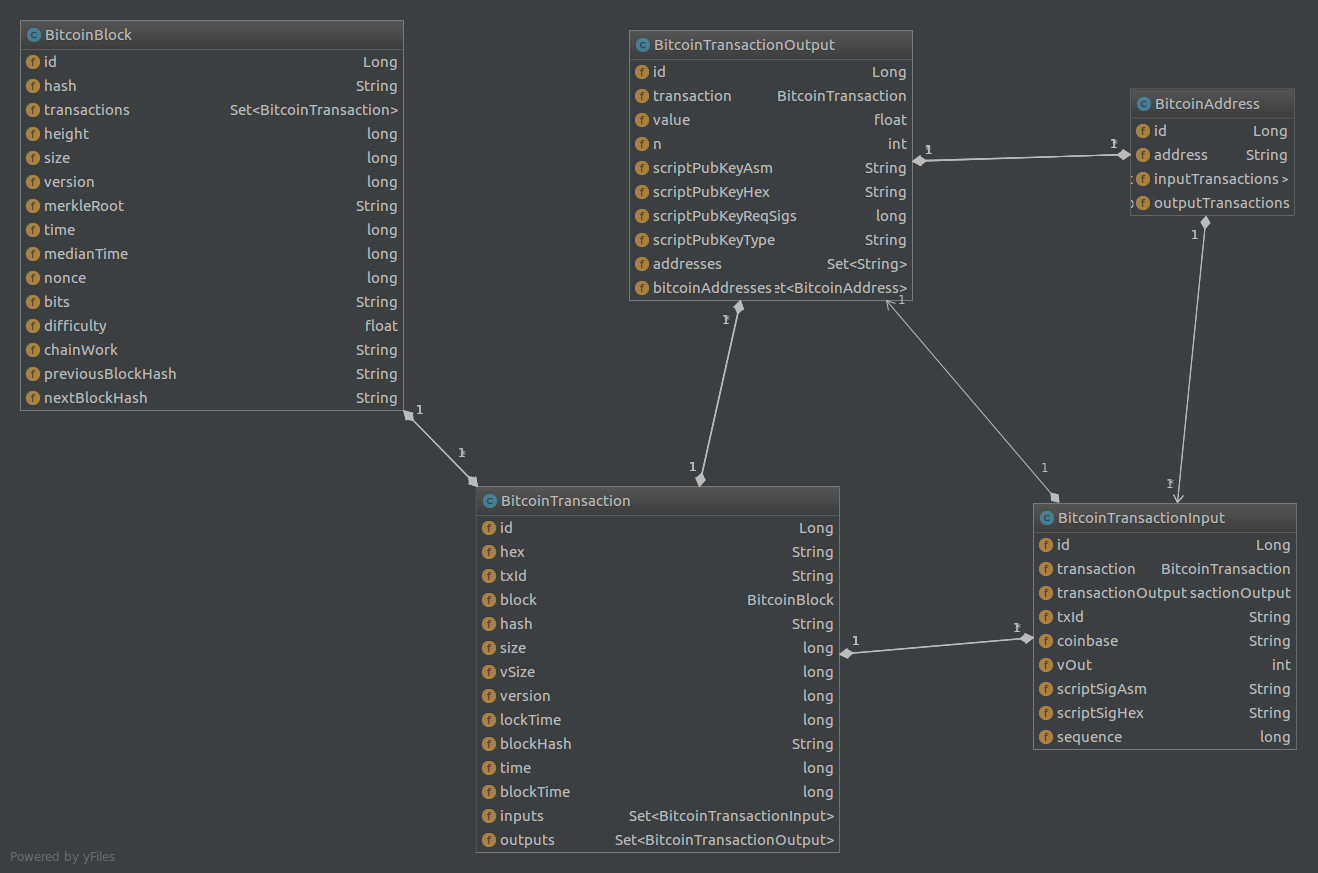 BitcoinBlock
id Long
hash String
transactions Set<BitcoinTransaction>
height long
size long
version long
merkleRoot String
time long
medianTime long
nonce long
bits String
difficulty float
chainWork String
previousBlockHash String
nextBlockHash String
1
1
BitcoinTransactionOutput
id Long
transaction BitcoinTransaction
value float
n int
scriptPubKeyAsm String
scriptPubKeyHex String
scriptPubKeyReqSigs long
scriptPubKeyType String
addresses Set<String>
bitcoinAddresses et<BitcoinAddress>
1
1
1
1
1
1
BitcoinAddress
id Long
address String
inputTransactions >
outputTransactions
1
1
BitcoinTransaction
id Long
hex String
txId String
block BitcoinBlock
hash String
size long
vSize long
version long
lockTime long
blockHash String
time long
blockTime long
inputs Set<BitcoinTransactionInput>
outputs Set<BitcoinTransactionOutput>
1
1
BitcoinTransactionInput
id Long
transaction BitcoinTransaction
transactionOutput sactionOutput
txId String
coinbase String
vOut int
scriptSigAsm String
scriptSigHex String
sequence long
Powered by yFiles